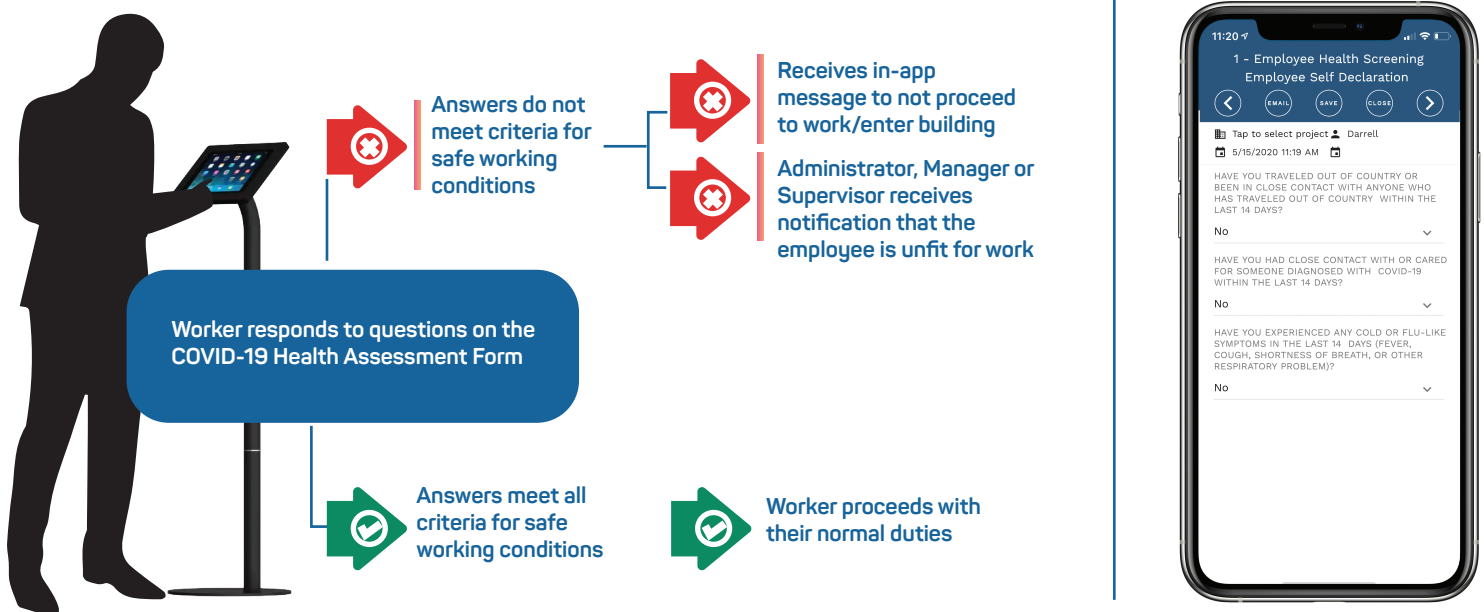 Answers do not
meet criteria for
safe working
conditions
Receives in-app
message to not proceed
to work/enter building
Administrator, Manager or
Supervisor receives
notification that the
employee is unfit for work
Worker responds to questions on the
COVID-19 Health Assessment Form
Answers meet all
criteria for safe
working conditions
Worker proceeds with
their normal duties
11:20
1 - Employee Health Screening
Employee Self Declaration
EMAIL SAVE CLOSE
Tap to select project Darrell
5/15/2020 11:19 AM
HAVE YOU TRAVELED OUT OF COUNTRY OR
BEEN IN CLOSE CONTACT WITH ANYONE WHO
HAS TRAVELED OUT OF COUNTRY WITHIN THE
LAST 14 DAYS?
No
HAVE YOU HAD CLOSE CONTACT WITH OR CARED
FOR SOMEONE DIAGNOSED WITH COVID-19
WITHIN THE LAST 14 DAYS?
No
HAVE YOU EXPERIENCED ANY COLD OR FLU-LIKE
SYMPTOMS IN THE LAST 14 DAYS (FEVER,
COUGH, SHORTNESS OF BREATH, OR OTHER
RESPIRATORY PROBLEM)?
No